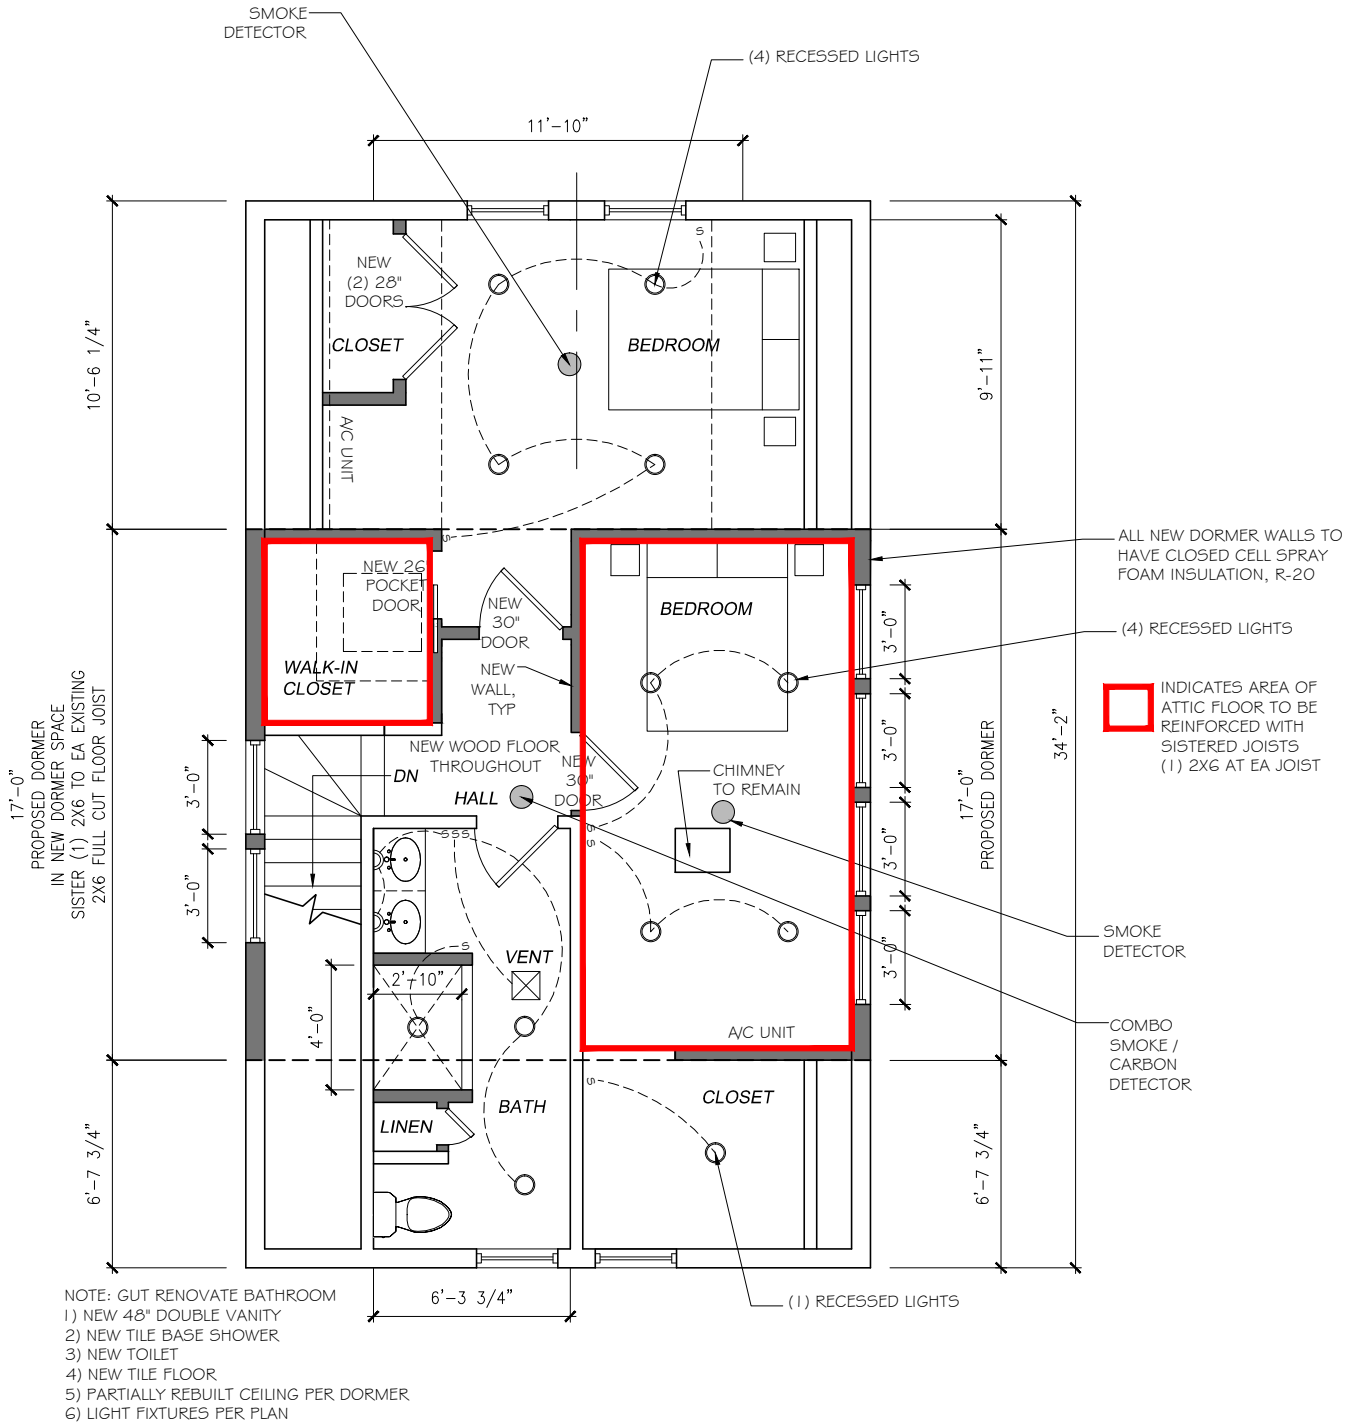 SMOKE
DETECTOR
(4) RECESSED LIGHTS
11'-10"
NEW
(2) 28"
DOORS
CLOSET
BEDROOM
A/C UNIT
S
S
10'-6 1/4"
9'-11"
ALL NEW DORMER WALLS TO
HAVE CLOSED CELL SPRAY
FOAM INSULATION, R-20
NEW 26"
POCKET
DOOR
WALK-IN
CLOSET
NEW
30"
DOOR
NEW
WALL,
TYP
BEDROOM
3'-0"
(4) RECESSED LIGHTS
INDICATES AREA OF
ATTIC FLOOR TO BE
REINFORCED WITH
SISTERED JOISTS
(1) 2X6 AT EA JOIST
17'-0"
PROPOSED DORMER
IN NEW DORMER SPACE
SISTER (1) 2X6 TO EA EXISTING
2X6 FULL CUT FLOOR JOIST
3'-0"
3'-0"
DN
NEW WOOD FLOOR
THROUGHOUT
HALL
NEW
30"
DOOR
CHIMNEY
TO REMAIN
S
S
SSS
3'-0"
3'-0"
3'-0"
17'-0"
PROPOSED DORMER
34'-2"
SMOKE
DETECTOR
S
VENT
2'-10"
4'-0"
A/C UNIT
COMBO
SMOKE /
CARBON
DETECTOR
S
CLOSET
BATH
LINEN
6'-7 3/4"
6'-7 3/4"
6'-3 3/4"
(1) RECESSED LIGHTS
NOTE: GUT RENOVATE BATHROOM
1) NEW 48" DOUBLE VANITY
2) NEW TILE BASE SHOWER
3) NEW TOILET
4) NEW TILE FLOOR
5) PARTIALLY REBUILT CEILING PER DORMER
6) LIGHT FIXTURES PER PLAN